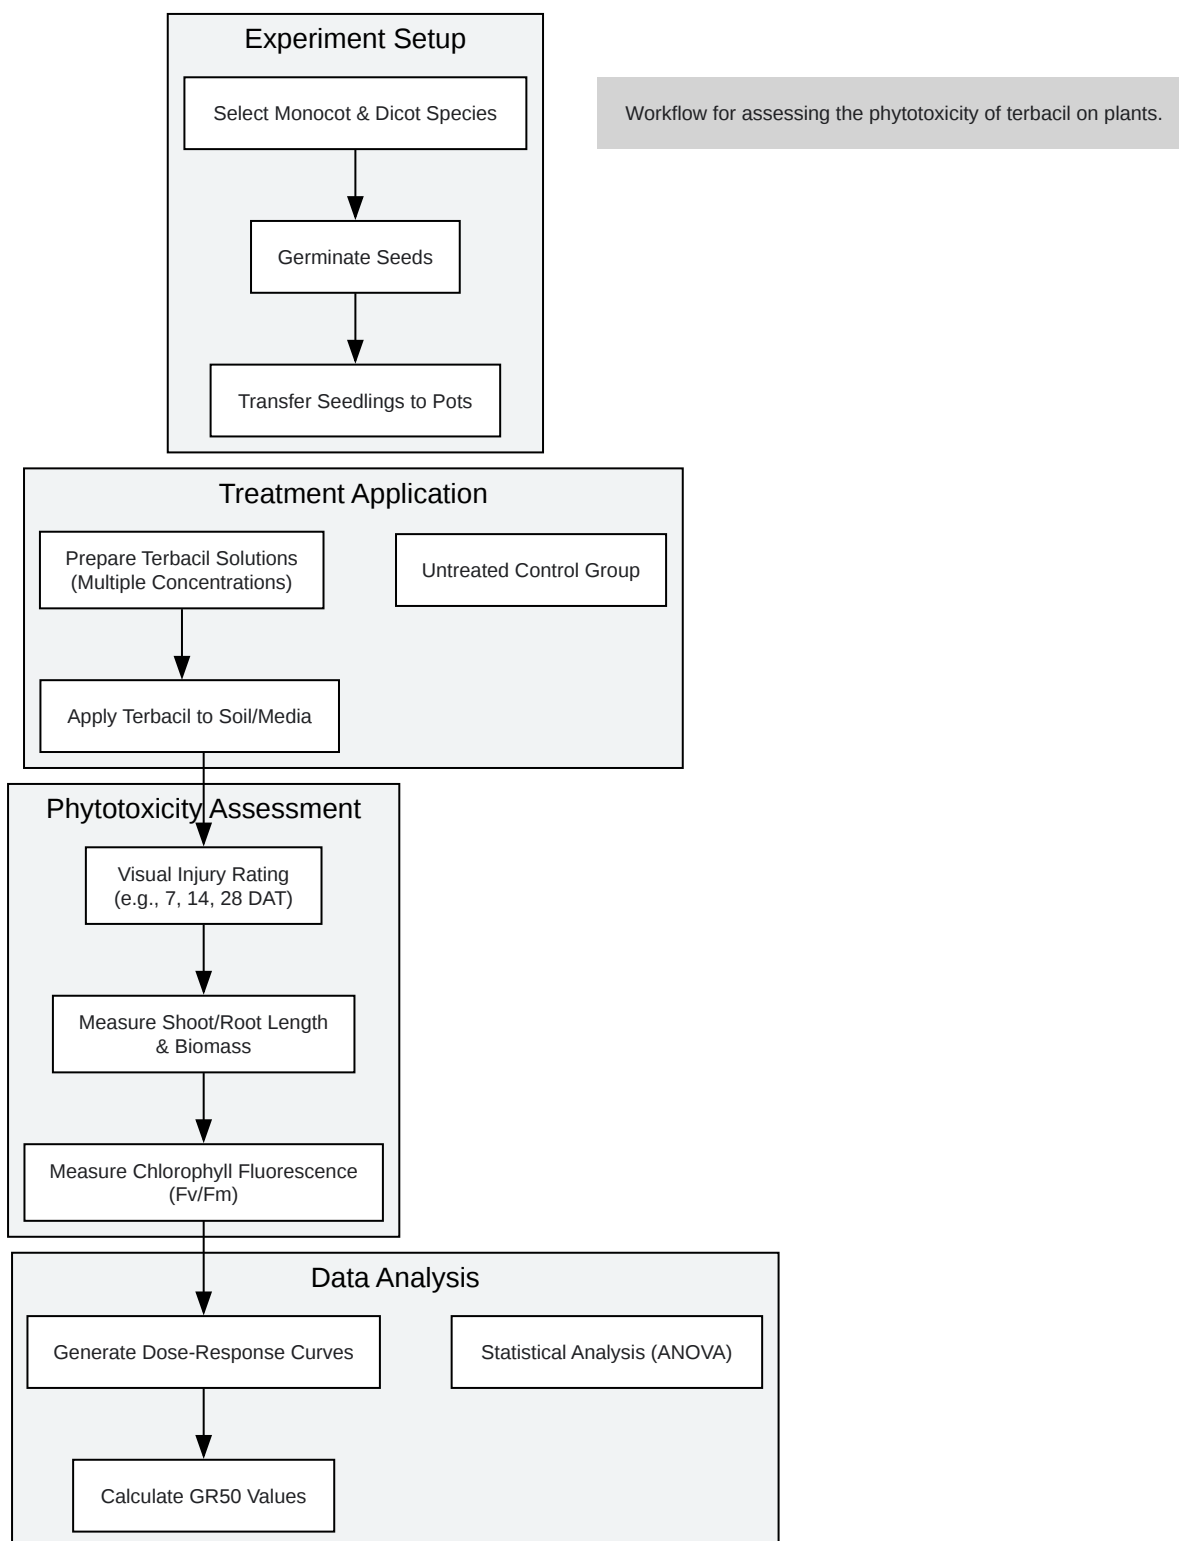 Experiment Setup
Select Monocot & Dicot Species
Workflow for assessing the phytotoxicity of terbacil on plants.
Germinate Seeds
Transfer Seedlings to Pots
Treatment Application
Prepare Terbacil Solutions
(Multiple Concentrations)
Untreated Control Group
Apply Terbacil to Soil/Media
Phytotoxicity Assessment
Visual Injury Rating
(e.g., 7, 14, 28 DAT)
Measure Shoot/Root Length
& Biomass
Measure Chlorophyll Fluorescence
(Fv/Fm)
Data Analysis
Generate Dose-Response Curves
Statistical Analysis (ANOVA)
Calculate GR50 Values